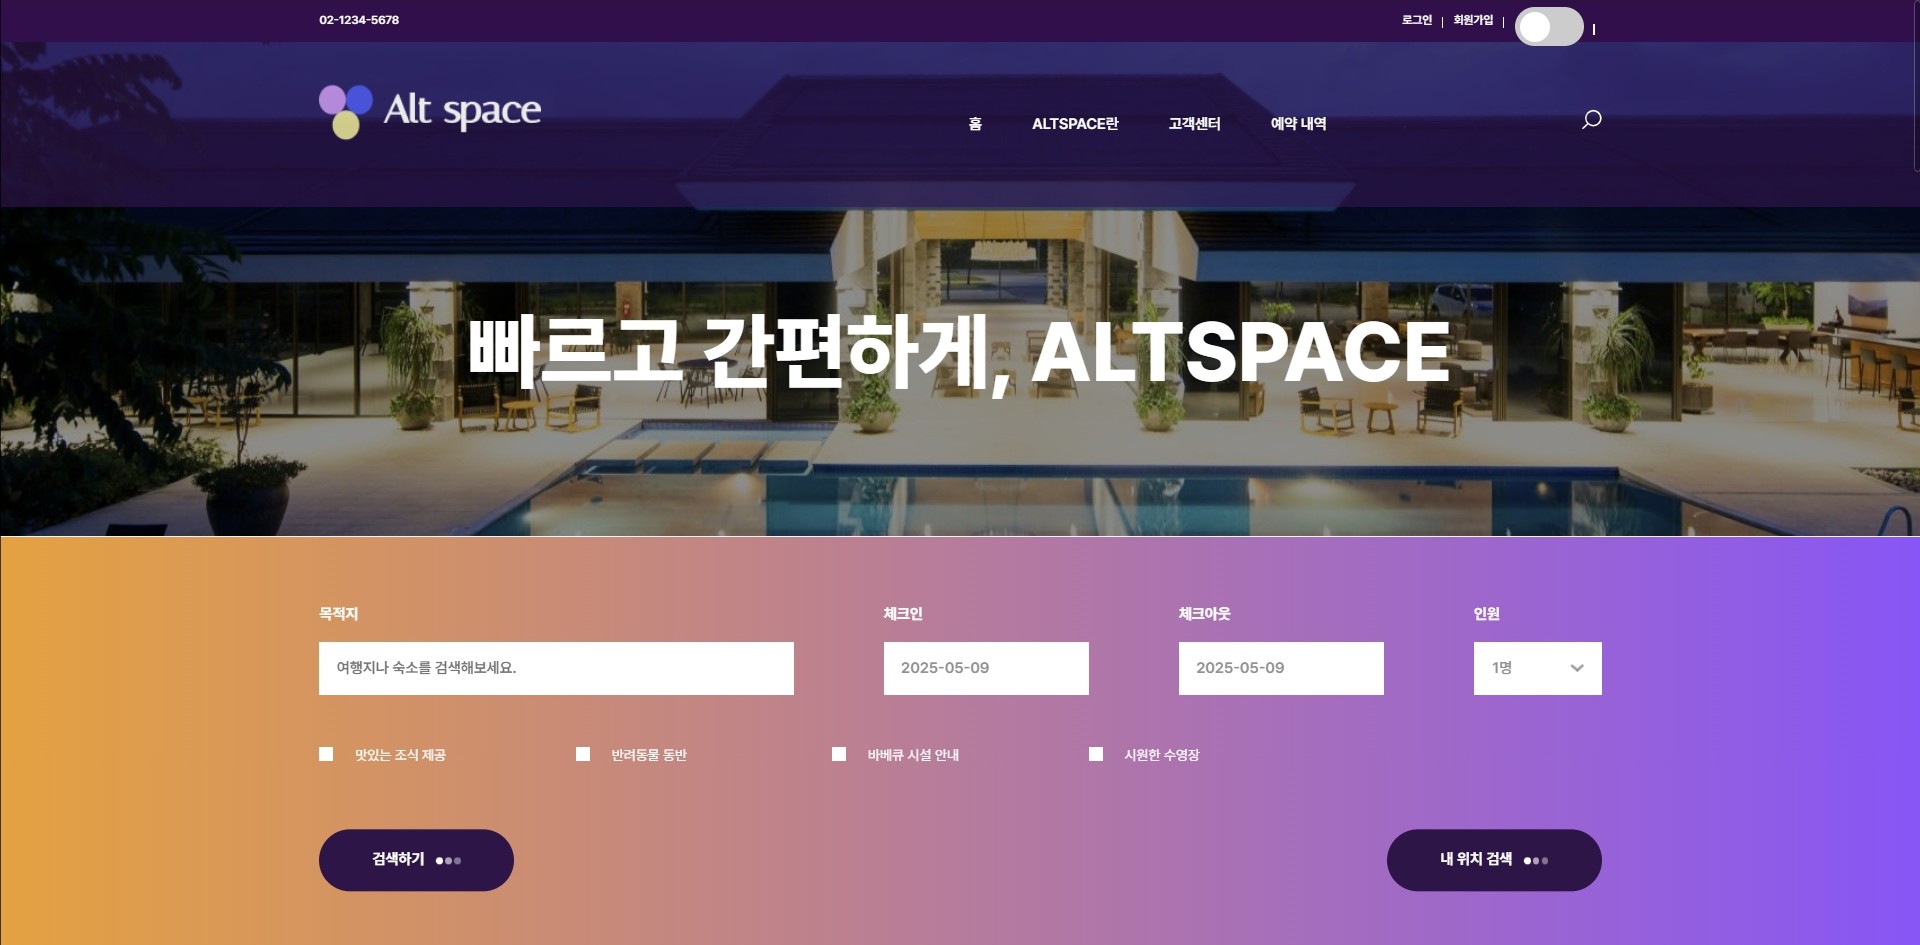 02-1234-5678
로그인 | 회원가입 |
Alt space
홈 ALTSPACE란 고객센터 예약 내역
빠르고 간편하게, ALTSPACE
목적지 체크인 체크아웃 인원
여행지나 숙소를 검색해보세요. 2025-05-09 2025-05-09 1명
맛있는 조식 제공 반려동물 동반 바베큐 시설 안내 시원한 수영장
검색하기 내 위치 검색